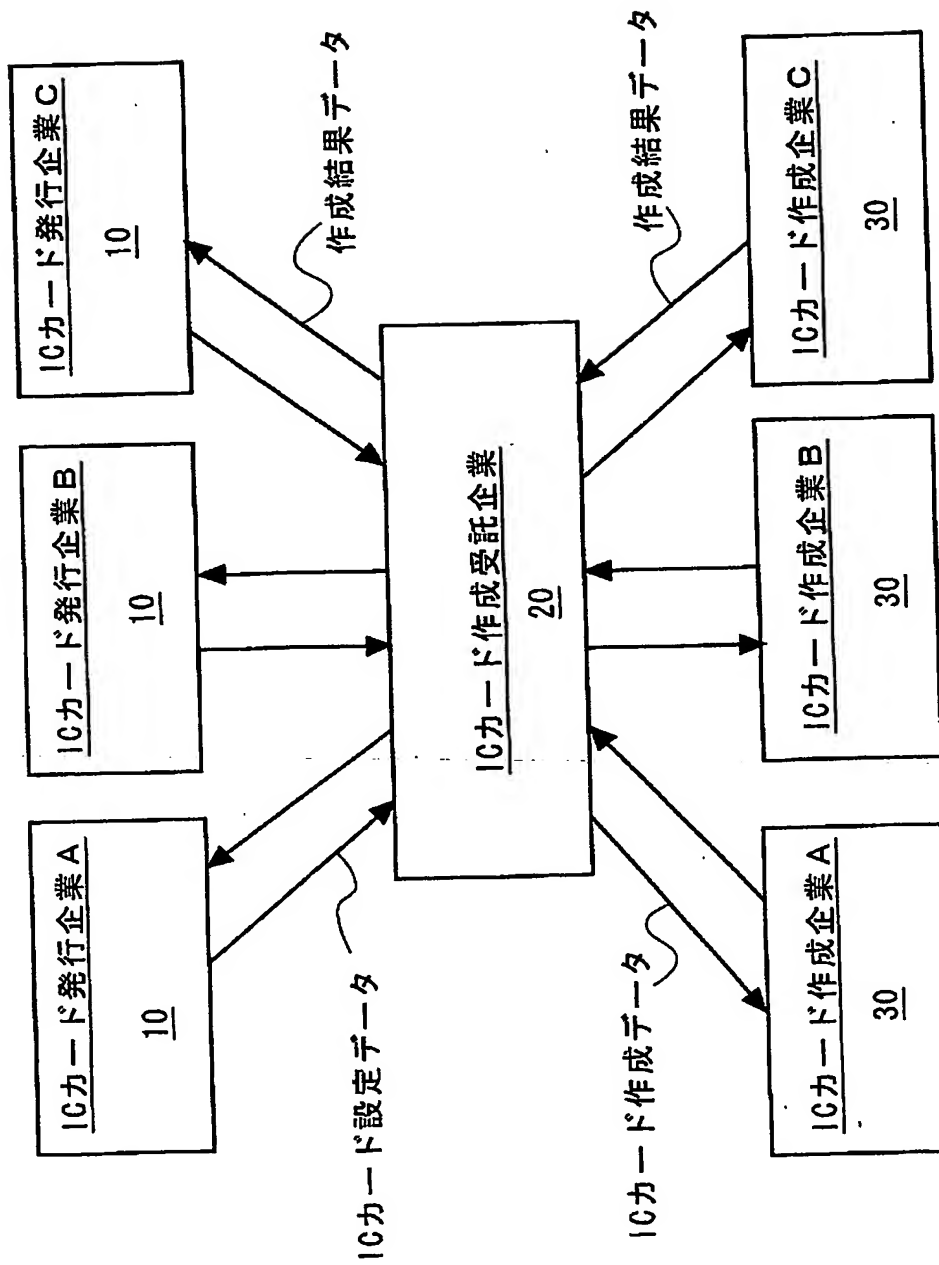 ICカード発行企業A
10
ICカード発行企業B
10
ICカード発行企業C
10
ICカード設定データ
作成結果データ
ICカード作成受託企業
20
ICカード作成データ
作成結果データ
ICカード作成企業A
30
ICカード作成企業B
30
ICカード作成企業C
30